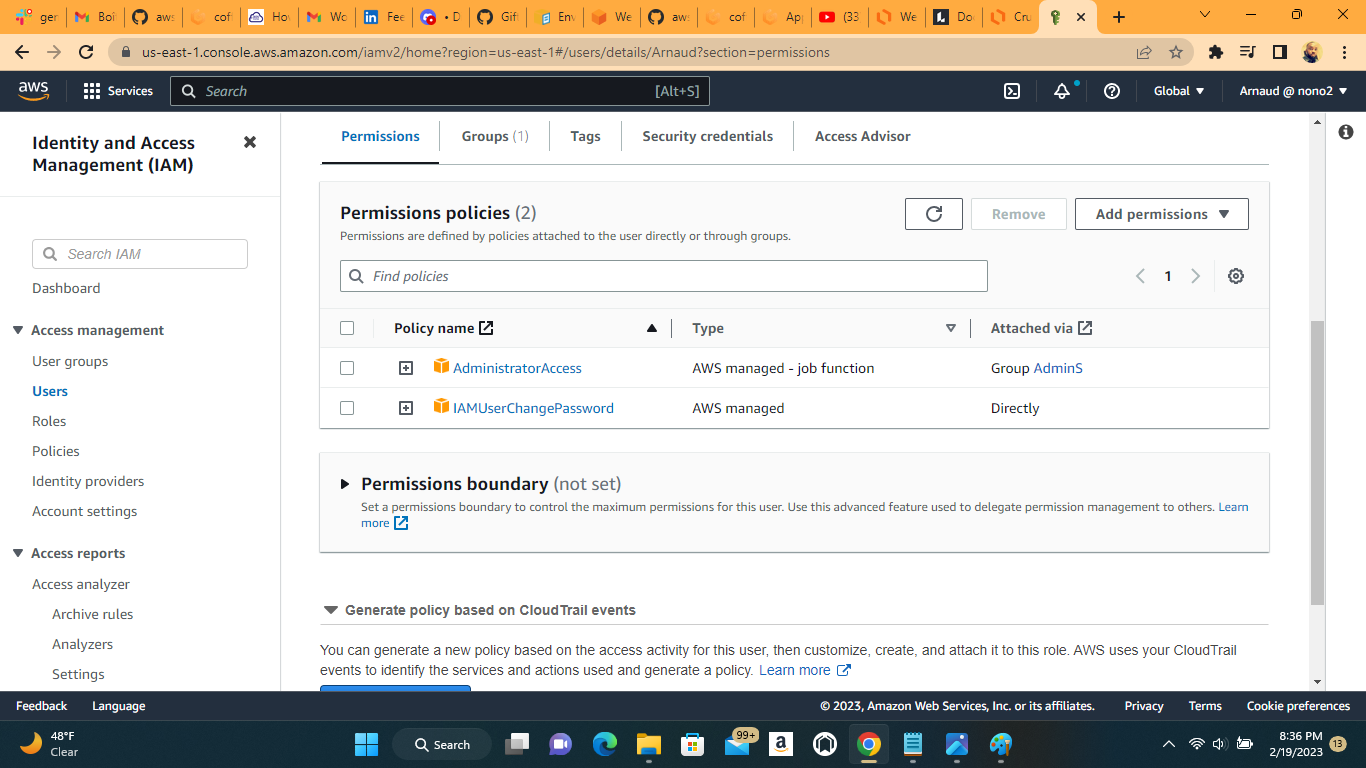 ger
Boî
aws
cof
Hov
Wo
Fee
• D
Gif
Env
We
aws
cof
App
(33
We
Doc
Cru
us-east-1.console.aws.amazon.com/iamv2/home?region=us-east-1#/users/details/Arnaud?section=permissions
aws
Services
Search
[Alt+S]
Global
Arnaud @ nono2
Identity and Access
Management (IAM)
Search IAM
Dashboard
Access management
User groups
Users
Roles
Policies
Identity providers
Account settings
Access reports
Access analyzer
Archive rules
Analyzers
Settings
Permissions
Groups (1)
Tags
Security credentials
Access Advisor
Permissions policies (2)
Permissions are defined by policies attached to the user directly or through groups.
Remove
Add permissions
Find policies
1
Policy name
Type
Attached via
AdministratorAccess
AWS managed - job function
Group AdminS
IAMUserChangePassword
AWS managed
Directly
Permissions boundary (not set)
Set a permissions boundary to control the maximum permissions for this user. Use this advanced feature used to delegate permission management to others. Learn
more
Generate policy based on CloudTrail events
You can generate a new policy based on the access activity for this user, then customize, create, and attach it to this role. AWS uses your CloudTrail
events to identify the services and actions used and generate a policy. Learn more
Feedback
Language
© 2023, Amazon Web Services, Inc. or its affiliates.
Privacy
Terms
Cookie preferences
48°F
Clear
Search
99+
8:36 PM
2/19/2023
13